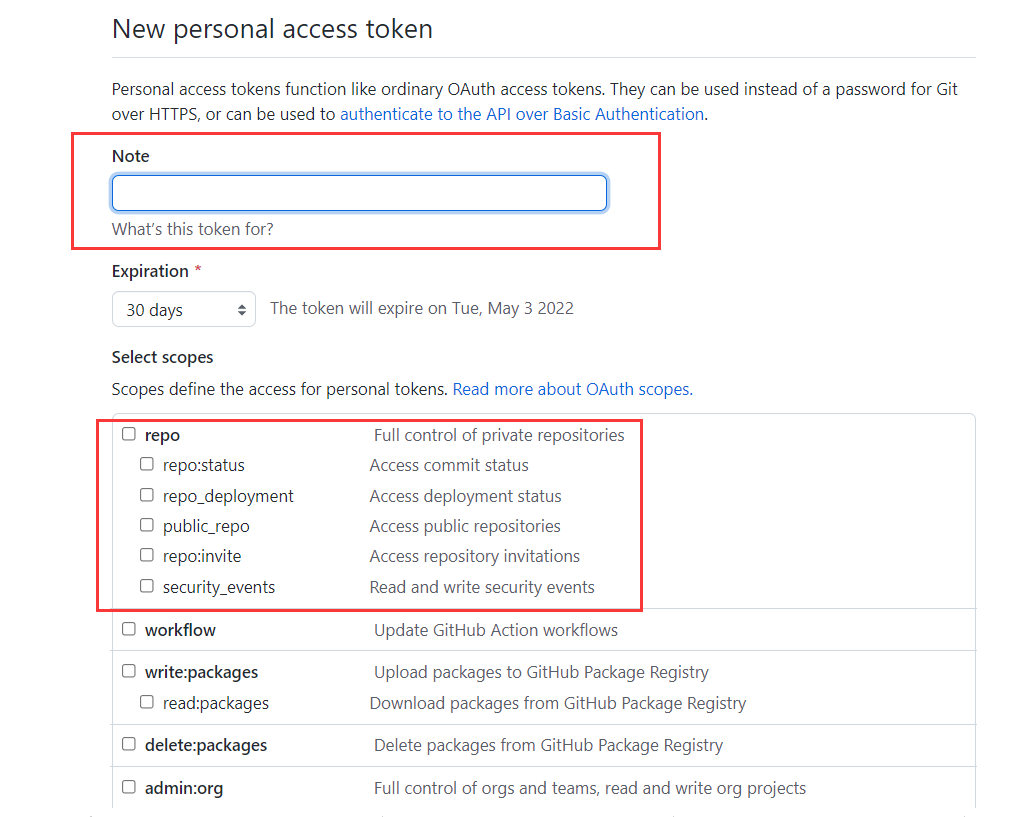 New personal access token
Personal access tokens function like ordinary OAuth access tokens. They can be used instead of a password for Git
over HTTPS, or can be used to authenticate to the API over Basic Authentication.
Note
What's this token for?
Expiration *
30 days The token will expire on Tue, May 3 2022
Select scopes
Scopes define the access for personal tokens. Read more about OAuth scopes.
repo Full control of private repositories
repo:status Access commit status
repo_deployment Access deployment status
public_repo Access public repositories
repo:invite Access repository invitations
security_events Read and write security events
workflow Update GitHub Action workflows
write:packages Upload packages to GitHub Package Registry
read:packages Download packages from GitHub Package Registry
delete:packages Delete packages from GitHub Package Registry
admin:org Full control of orgs and teams, read and write org projects